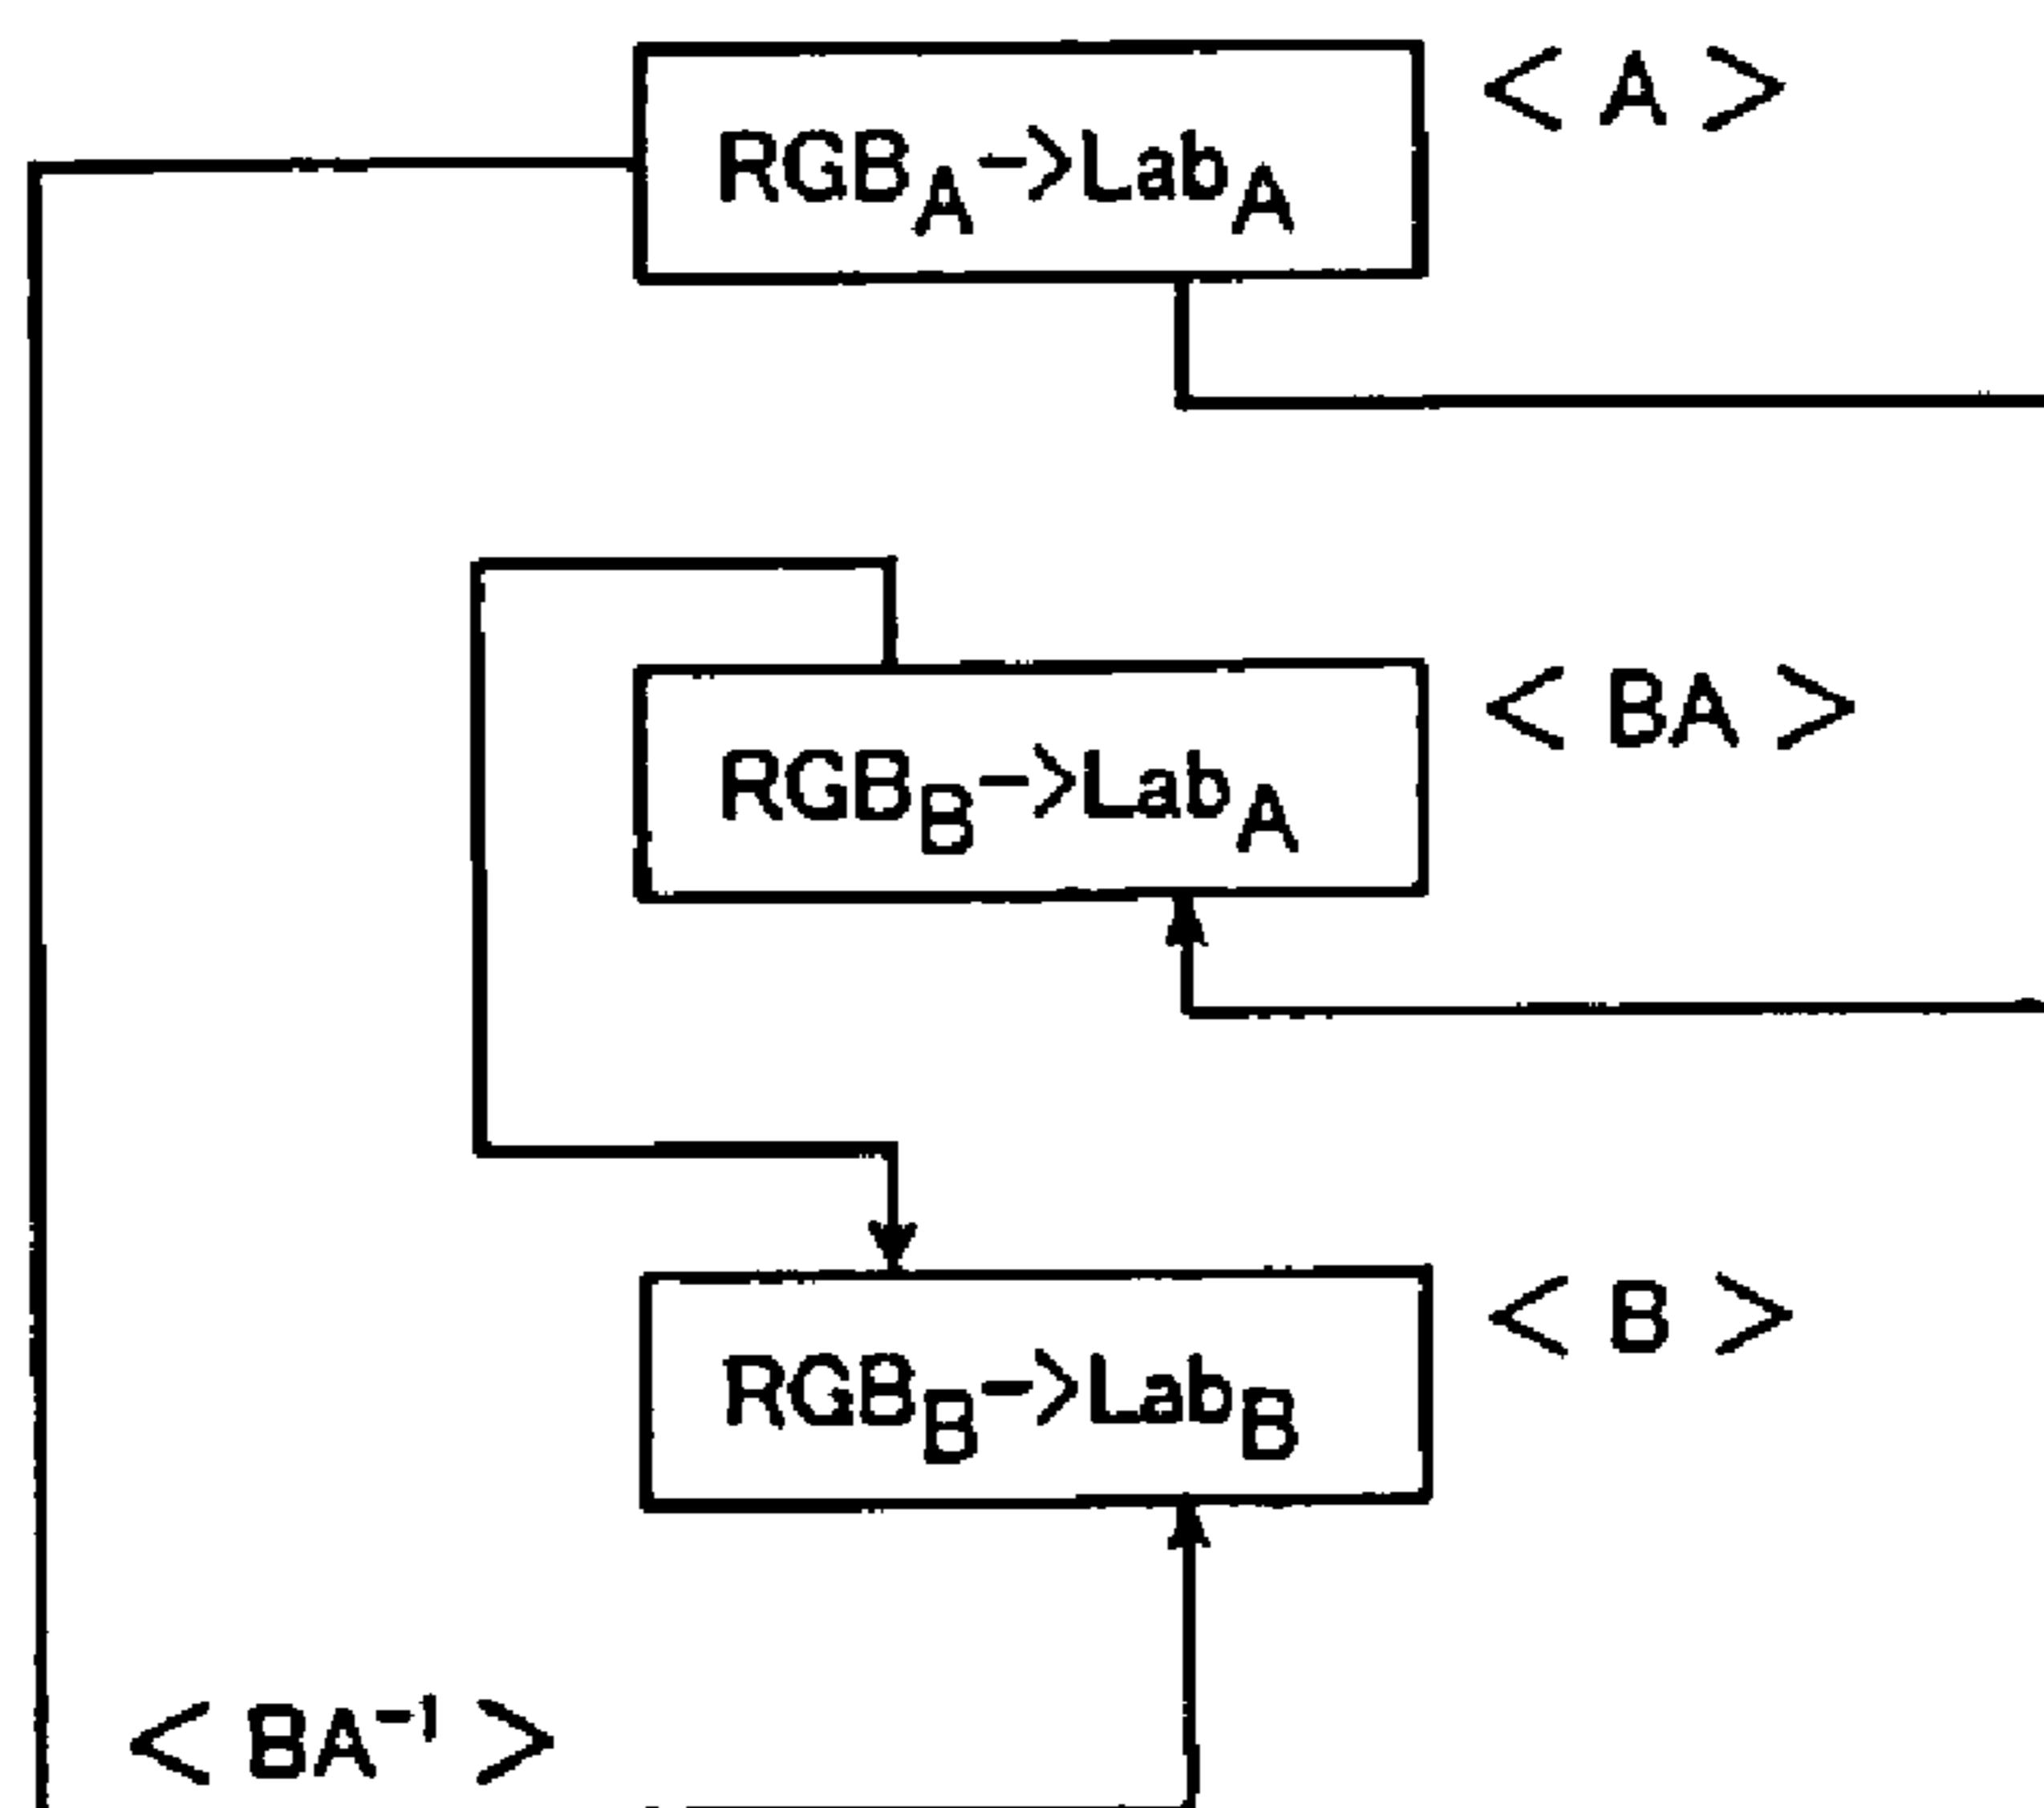 RGB_A->Lab_A
< A >
RGB_B->Lab_A
< BA >
RGB_B->Lab_B
< B >
< BA⁻¹ >